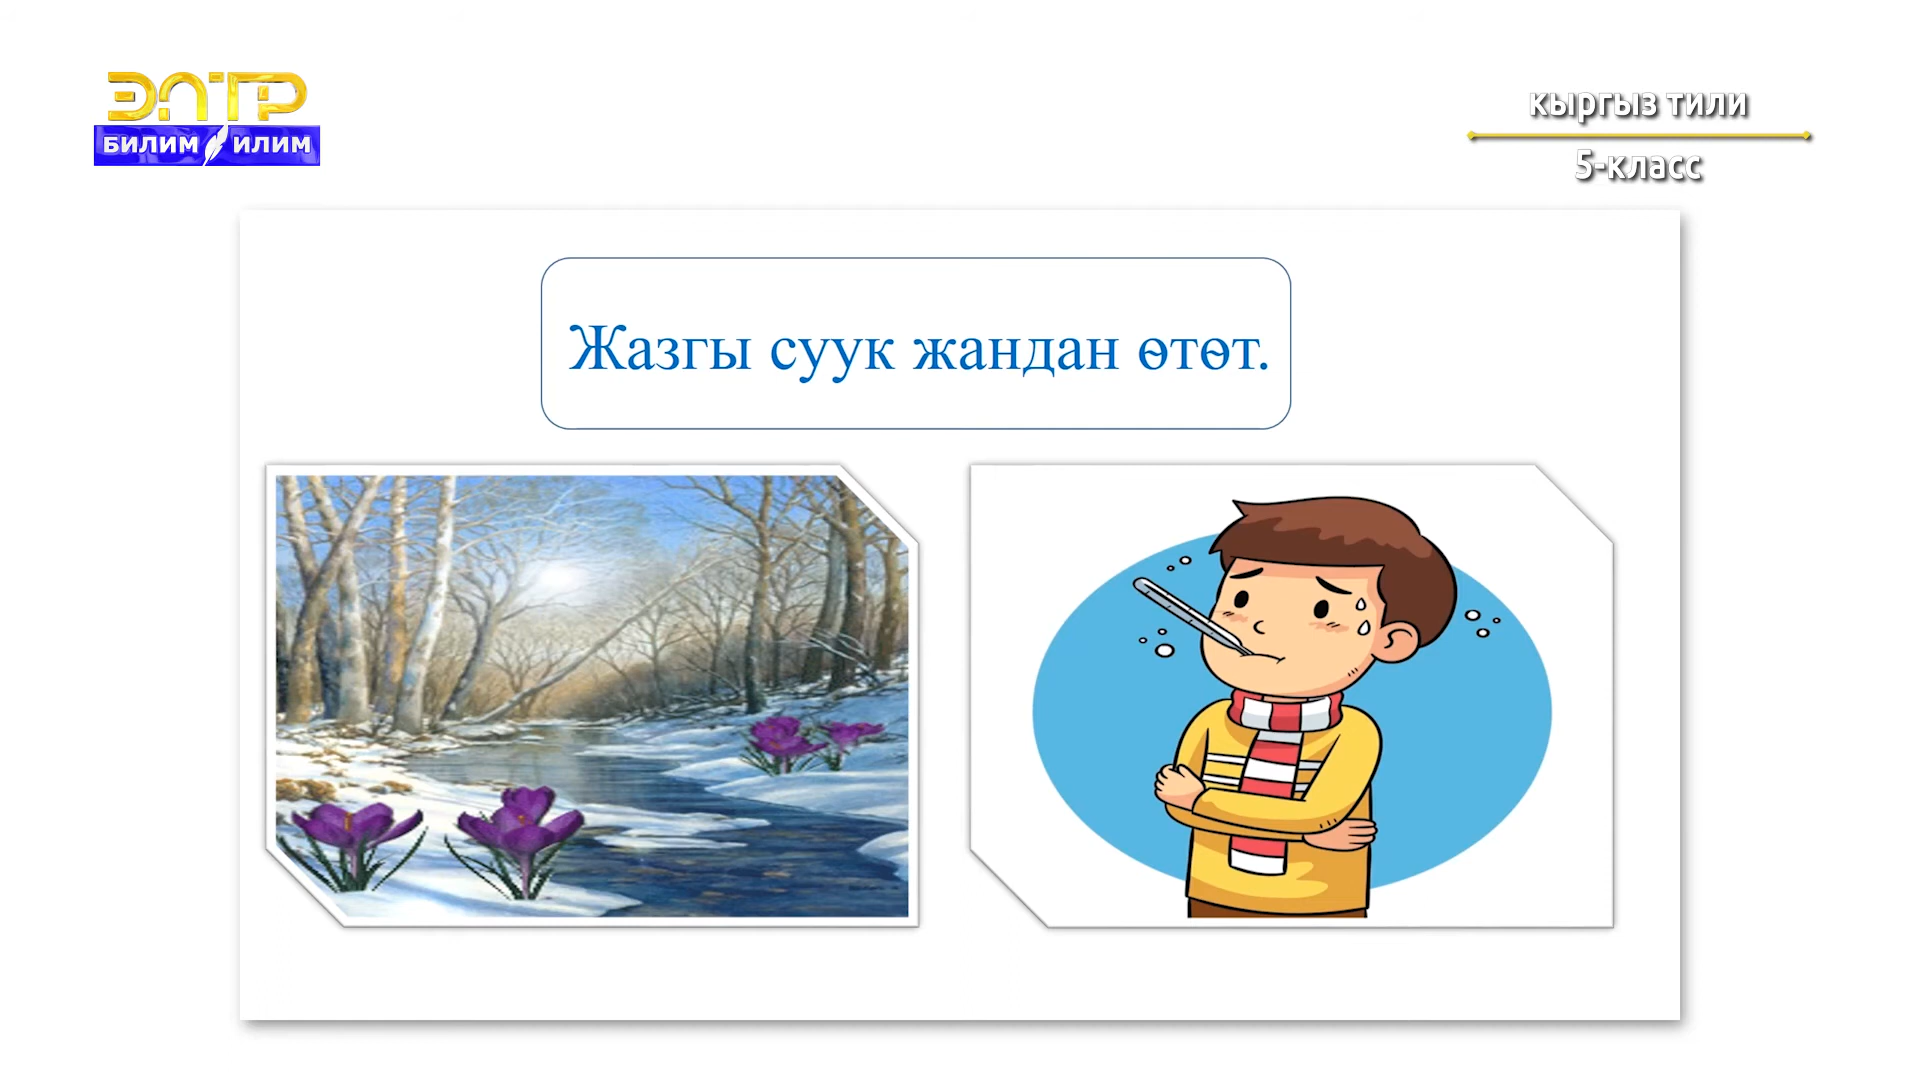 ЭЛТР
БИЛИМ ИЛИМ
кыргыз тили
5-класс
Жазгы суук жандан өтөт.